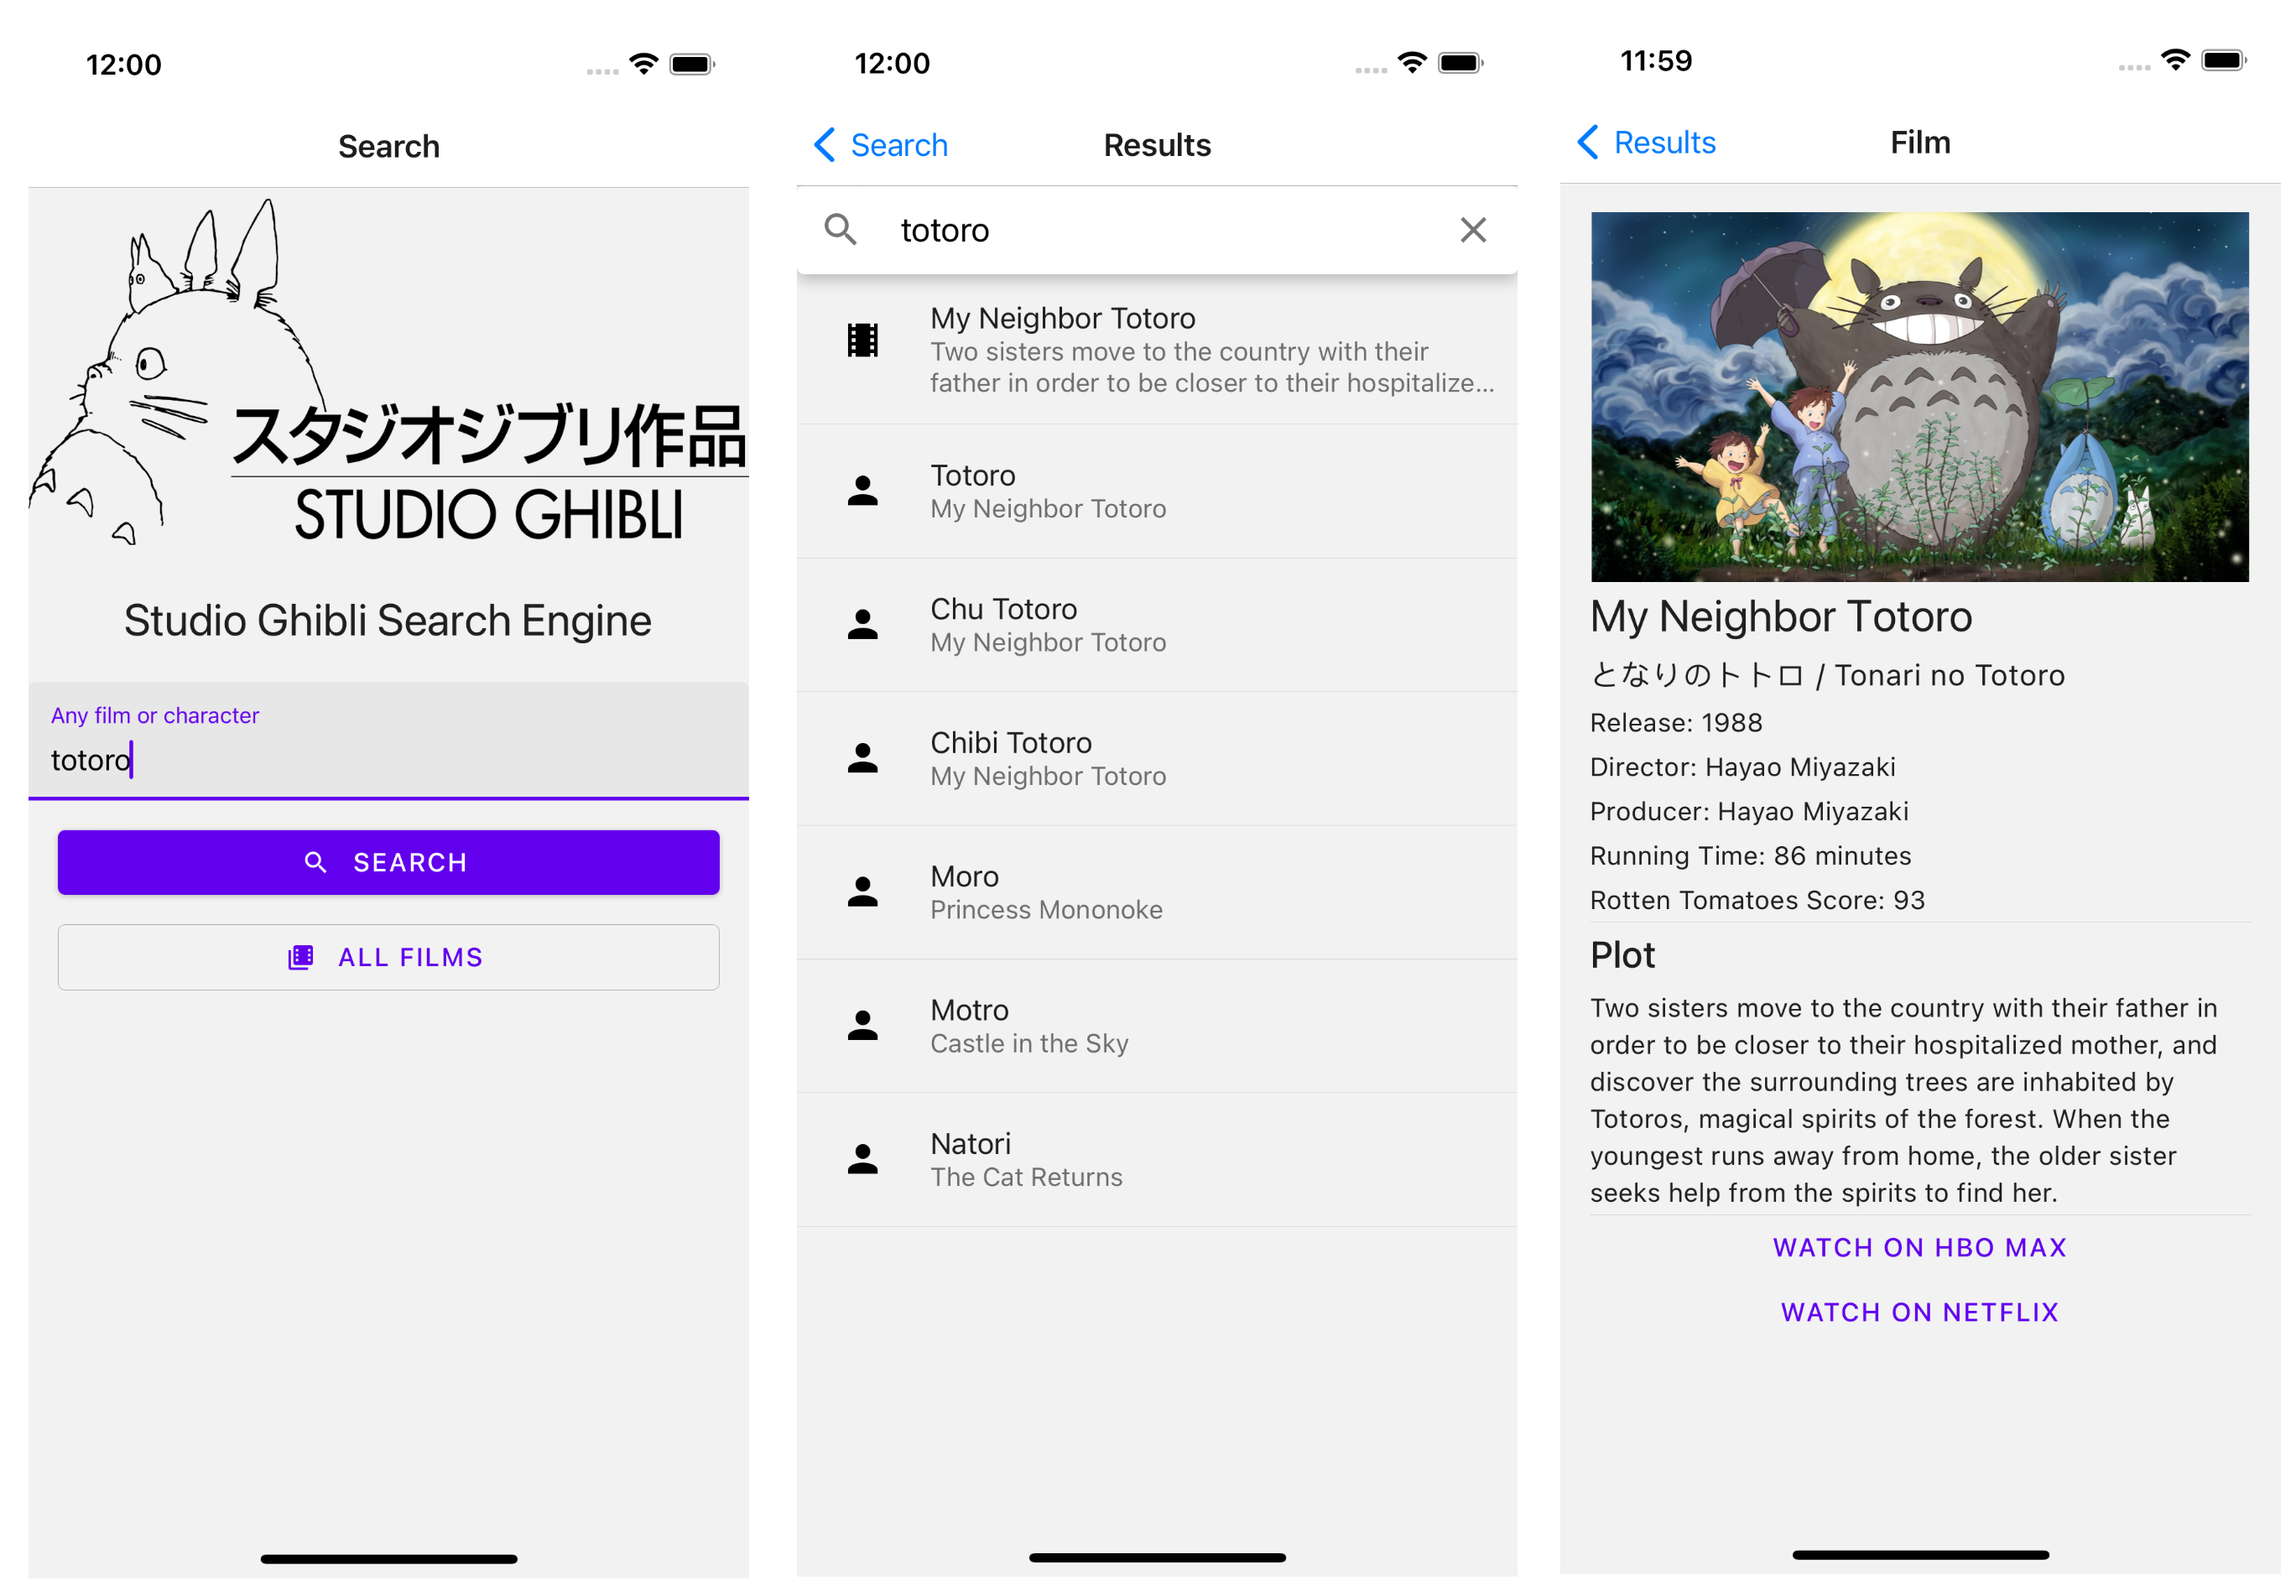 12:00
Search
スタジオジブリ作品
STUDIO GHIBLI
Studio Ghibli Search Engine
Any film or character
totoro
SEARCH
ALL FILMS
12:00
Search
Results
totoro
My Neighbor Totoro
Two sisters move to the country with their
father in order to be closer to their hospitalize...
Totoro
My Neighbor Totoro
Chu Totoro
My Neighbor Totoro
Chibi Totoro
My Neighbor Totoro
Moro
Princess Mononoke
Motro
Castle in the Sky
Natori
The Cat Returns
11:59
Results
Film
My Neighbor Totoro
となりのトトロ / Tonari no Totoro
Release: 1988
Director: Hayao Miyazaki
Producer: Hayao Miyazaki
Running Time: 86 minutes
Rotten Tomatoes Score: 93
Plot
Two sisters move to the country with their father in
order to be closer to their hospitalized mother, and
discover the surrounding trees are inhabited by
Totoros, magical spirits of the forest. When the
youngest runs away from home, the older sister
seeks help from the spirits to find her.
WATCH ON HBO MAX
WATCH ON NETFLIX